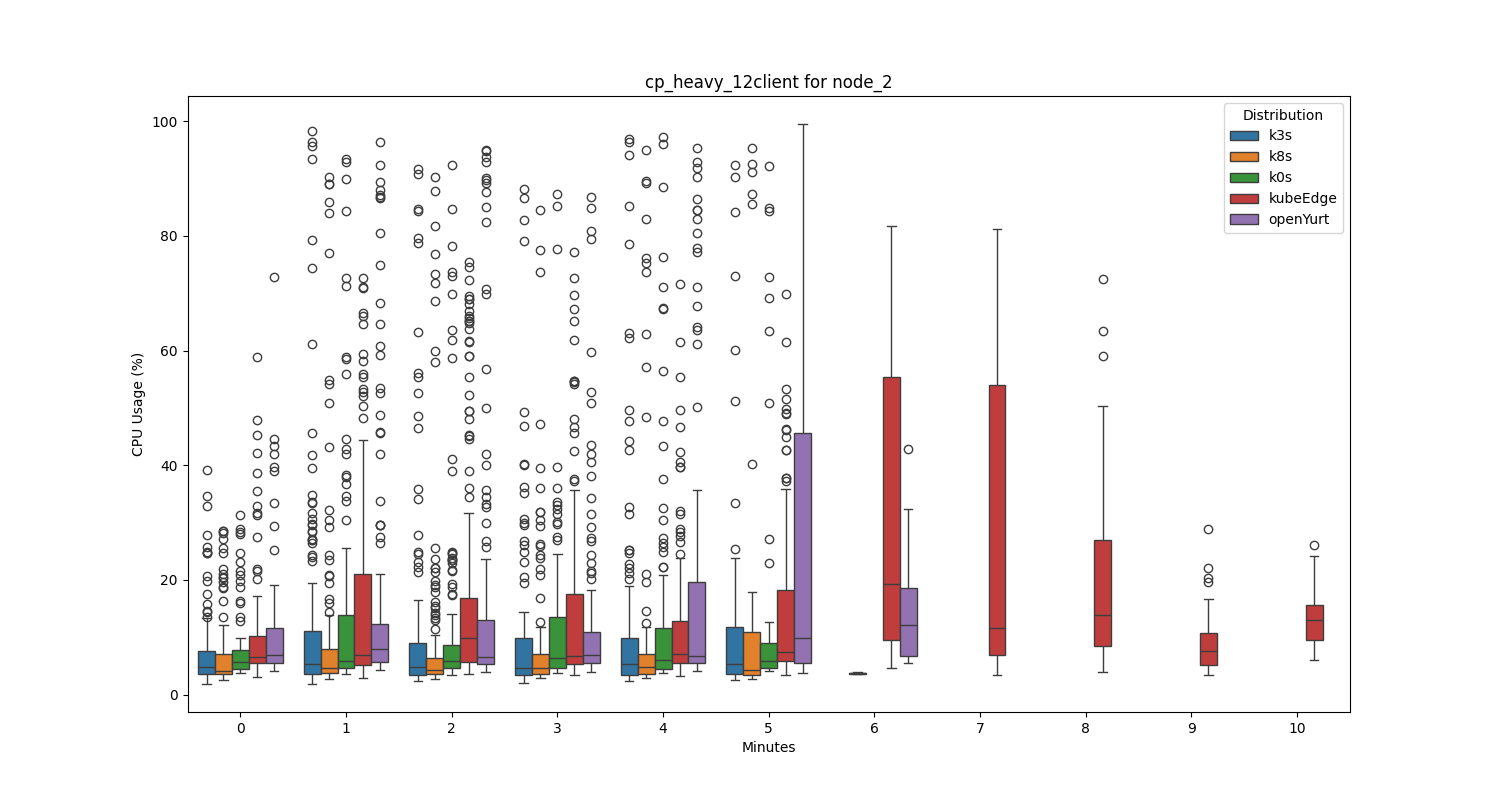 cp_heavy_12client for node_2
Distribution
k3s
k8s
k0s
kubeEdge
openYurt
CPU Usage (%)
100
80
60
40
20
0
0 1 2 3 4 5 6 7 8 9 10
Minutes